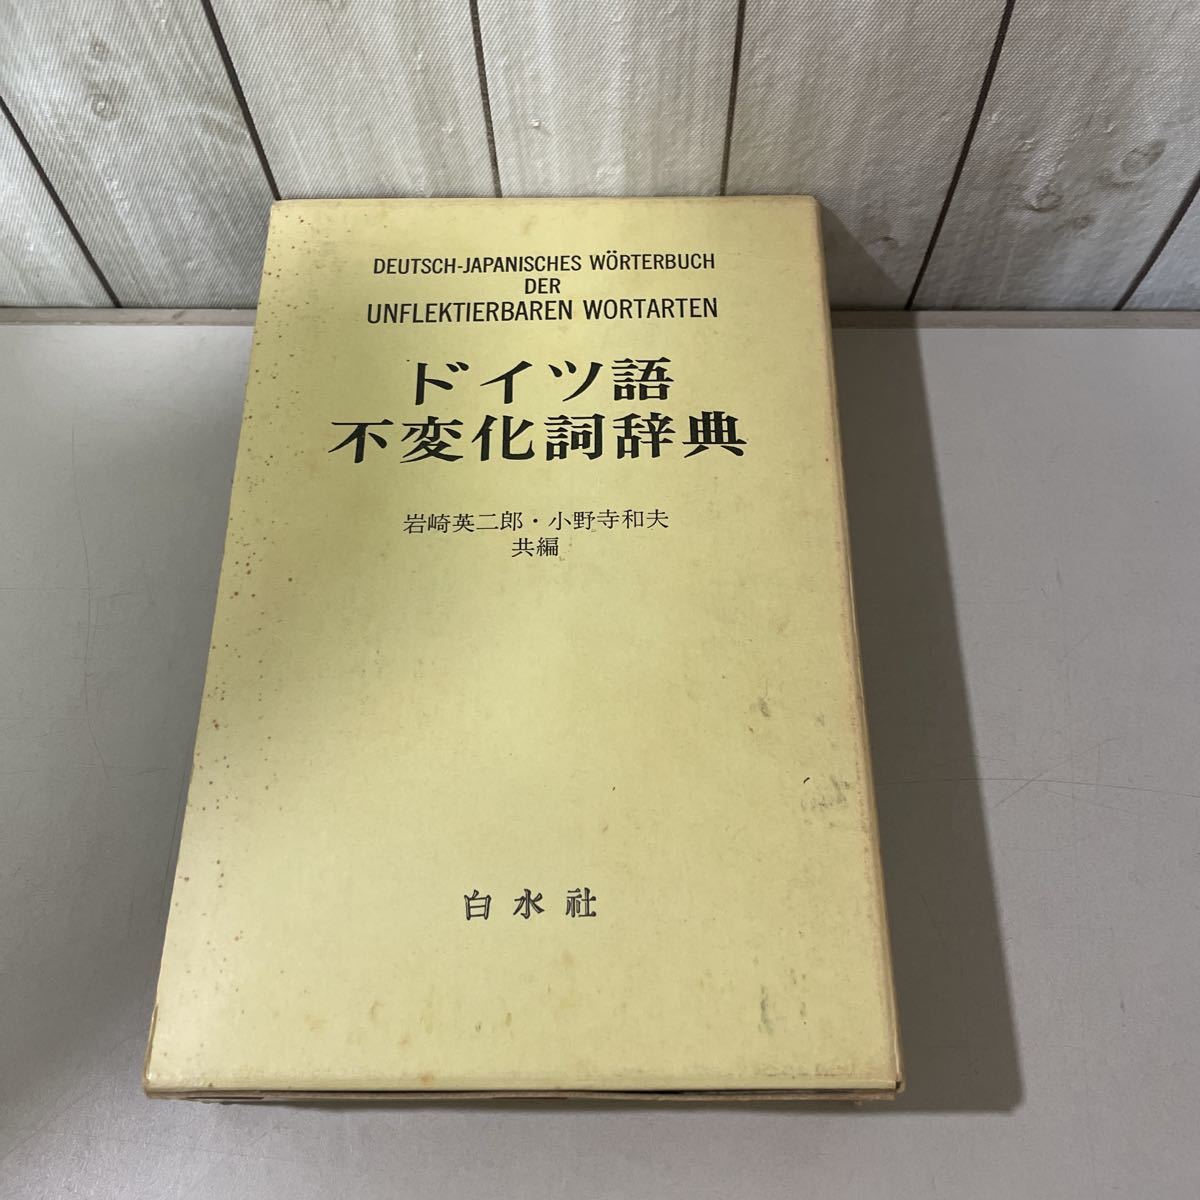 DEUTSCH-JAPANISCHES WÖRTERBUCH
DER
UNFLEKTIERBAREN WORTARTEN
ドイツ語
不変化詞辞典
岩崎英二郎・小野寺和夫
共編
白水社